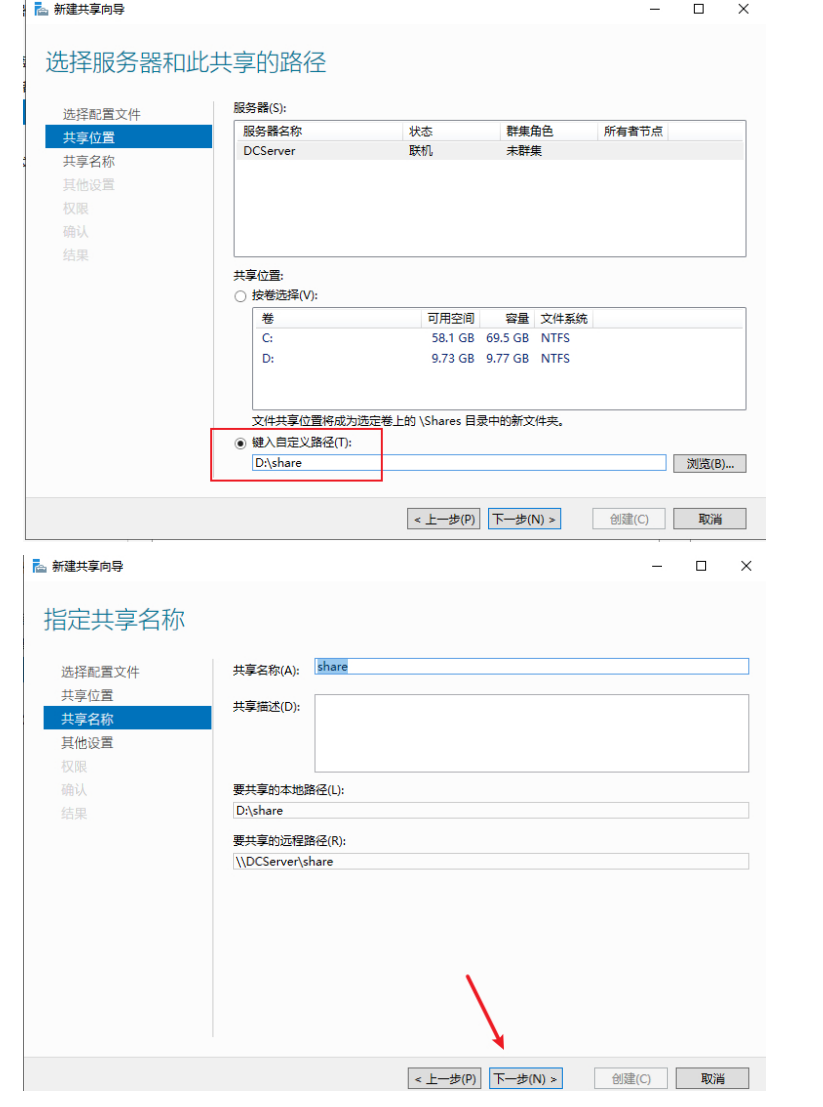 新建共享向导
选择服务器和此共享的路径
选择配置文件
共享位置
共享名称
其他设置
权限
确认
结果
服务器(S):
服务器名称 状态 群集角色 所有者节点
DCServer 联机 未群集
共享位置:
按卷选择(V):
卷 可用空间 容量 文件系统
C: 58.1 GB 69.5 GB NTFS
D: 9.73 GB 9.77 GB NTFS
文件共享位置将成为选定卷上的 \Shares 目录中的新文件夹。
键入自定义路径(T):
D:\share 浏览(B)...
< 上一步(P) 下一步(N) > 创建(C) 取消
新建共享向导
指定共享名称
选择配置文件
共享位置
共享名称
其他设置
权限
确认
结果
共享名称(A): share
共享描述(D):
要共享的本地路径(L):
D:\share
要共享的远程路径(R):
\\DCServer\share
< 上一步(P) 下一步(N) > 创建(C) 取消